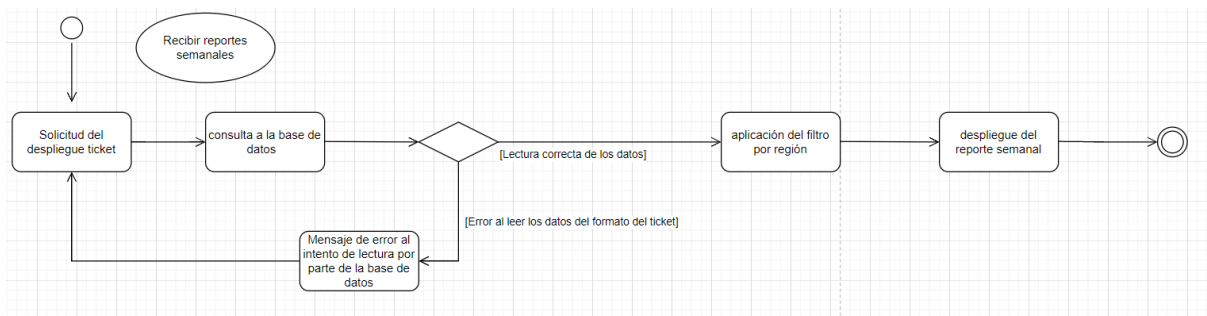 Recibir reportes
semanales
Solicitud del
despliegue ticket
consulta a la base de
datos
[Lectura correcta de los datos]
aplicación del filtro
por región
despliegue del
reporte semanal
[Error al leer los datos del formato del ticket]
Mensaje de error al
intento de lectura por
parte de la base de
datos